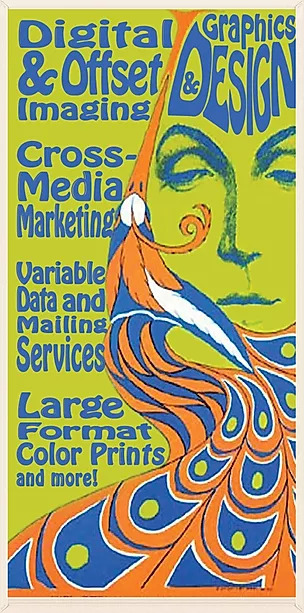 Digital
& Offset
Imaging
Graphics
& DESIGN
Cross-
Media
Marketing
Variable
Data and
Mailing
Services
Large
Format
Color Prints
and more!